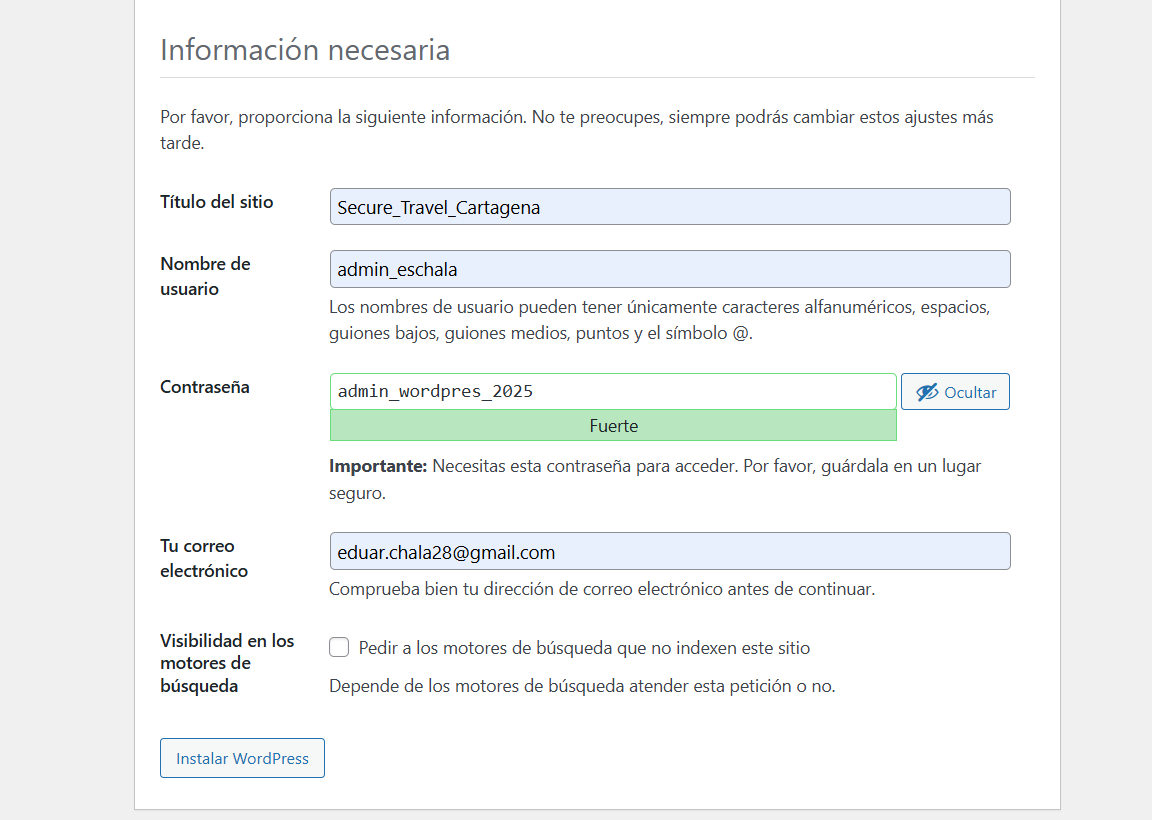 Información necesaria
Por favor, proporciona la siguiente información. No te preocupes, siempre podrás cambiar estos ajustes más
tarde.
Título del sitio
Secure_Travel_Cartagena
Nombre de
usuario
admin_eschala
Los nombres de usuario pueden tener únicamente caracteres alfanuméricos, espacios,
guiones bajos, guiones medios, puntos y el símbolo @.
Contraseña
admin_wordpres_2025
Ocultar
Fuerte
Importante: Necesitas esta contraseña para acceder. Por favor, guárdala en un lugar
seguro.
Tu correo
electrónico
eduar.chala28@gmail.com
Comprueba bien tu dirección de correo electrónico antes de continuar.
Visibilidad en los
motores de
búsqueda
Pedir a los motores de búsqueda que no indexen este sitio
Depende de los motores de búsqueda atender esta petición o no.
Instalar WordPress